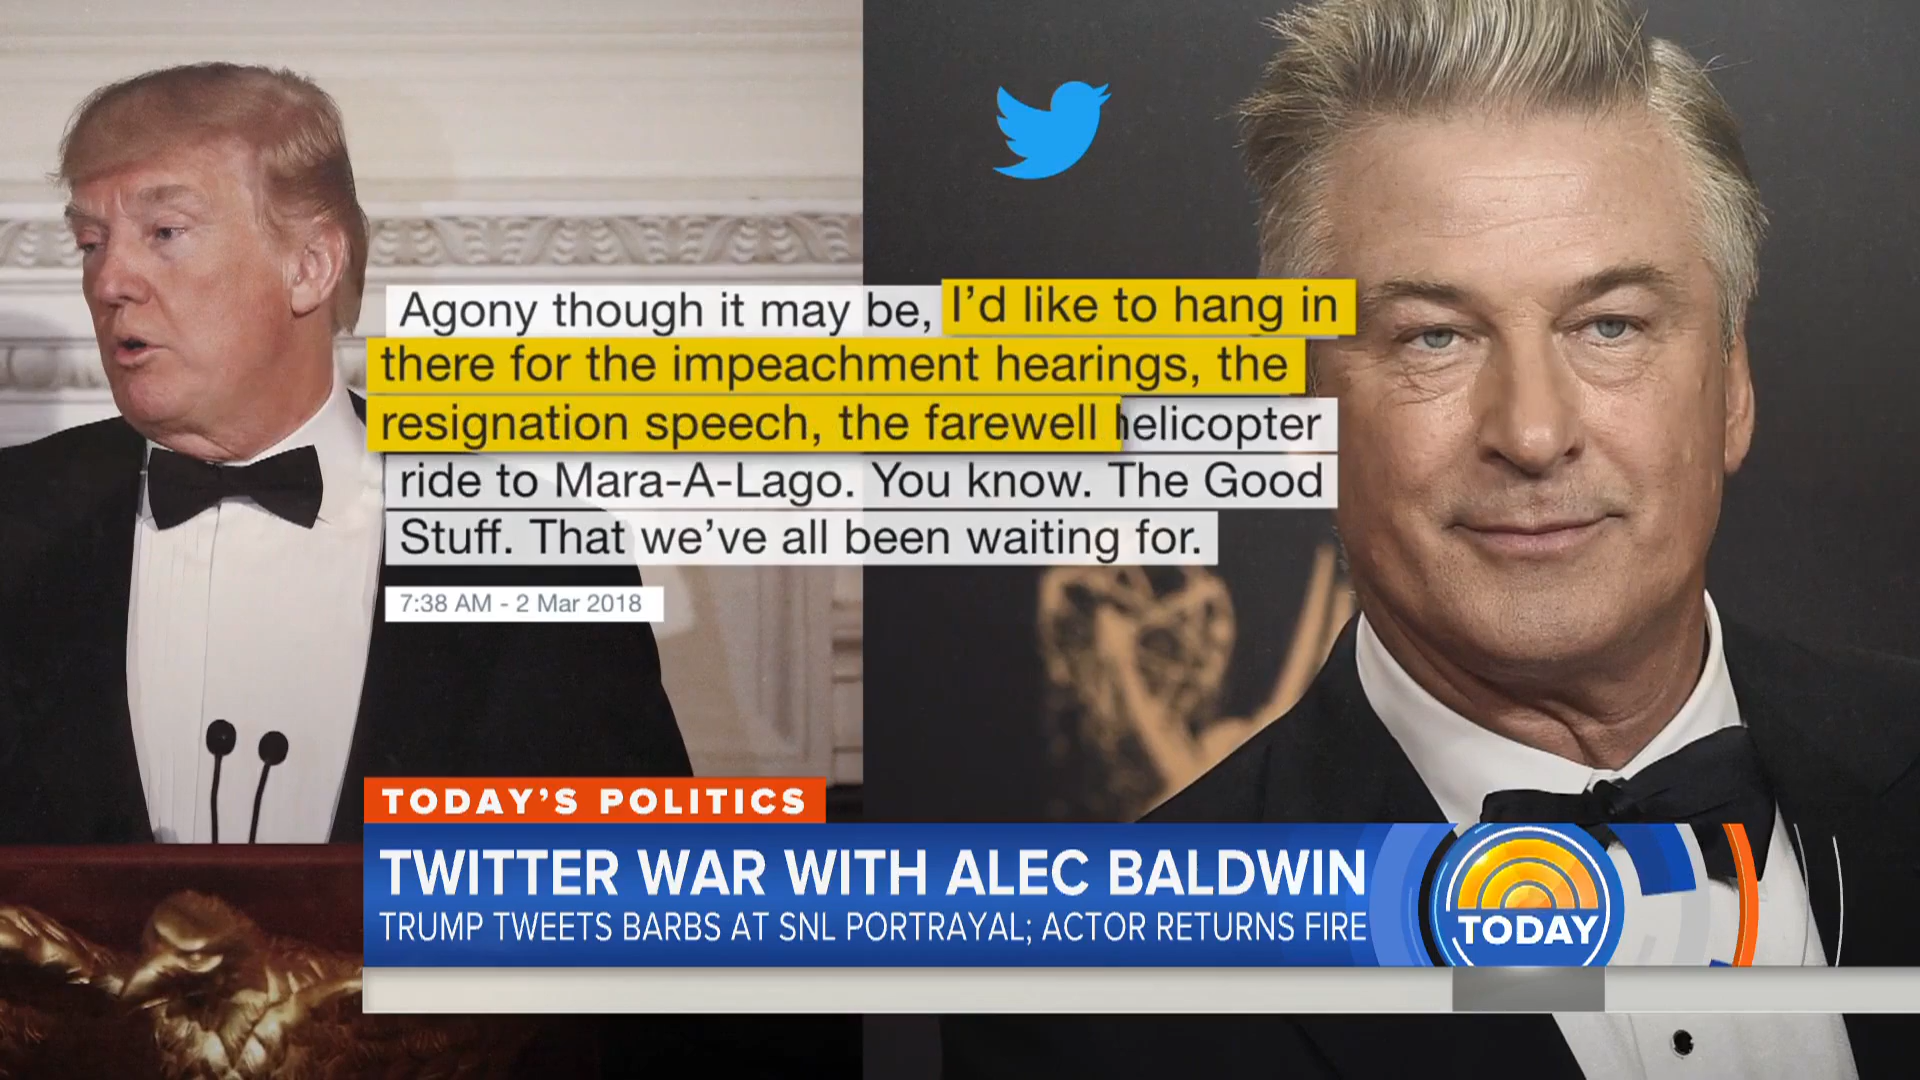 Agony though it may be, I'd like to hang in
there for the impeachment hearings, the
resignation speech, the farewell helicopter
ride to Mara-A-Lago. You know. The Good
Stuff. That we've all been waiting for.
7:38 AM - 2 Mar 2018
TODAY'S POLITICS
TWITTER WAR WITH ALEC BALDWIN
TRUMP TWEETS BARBS AT SNL PORTRAYAL; ACTOR RETURNS FIRE
TODAY